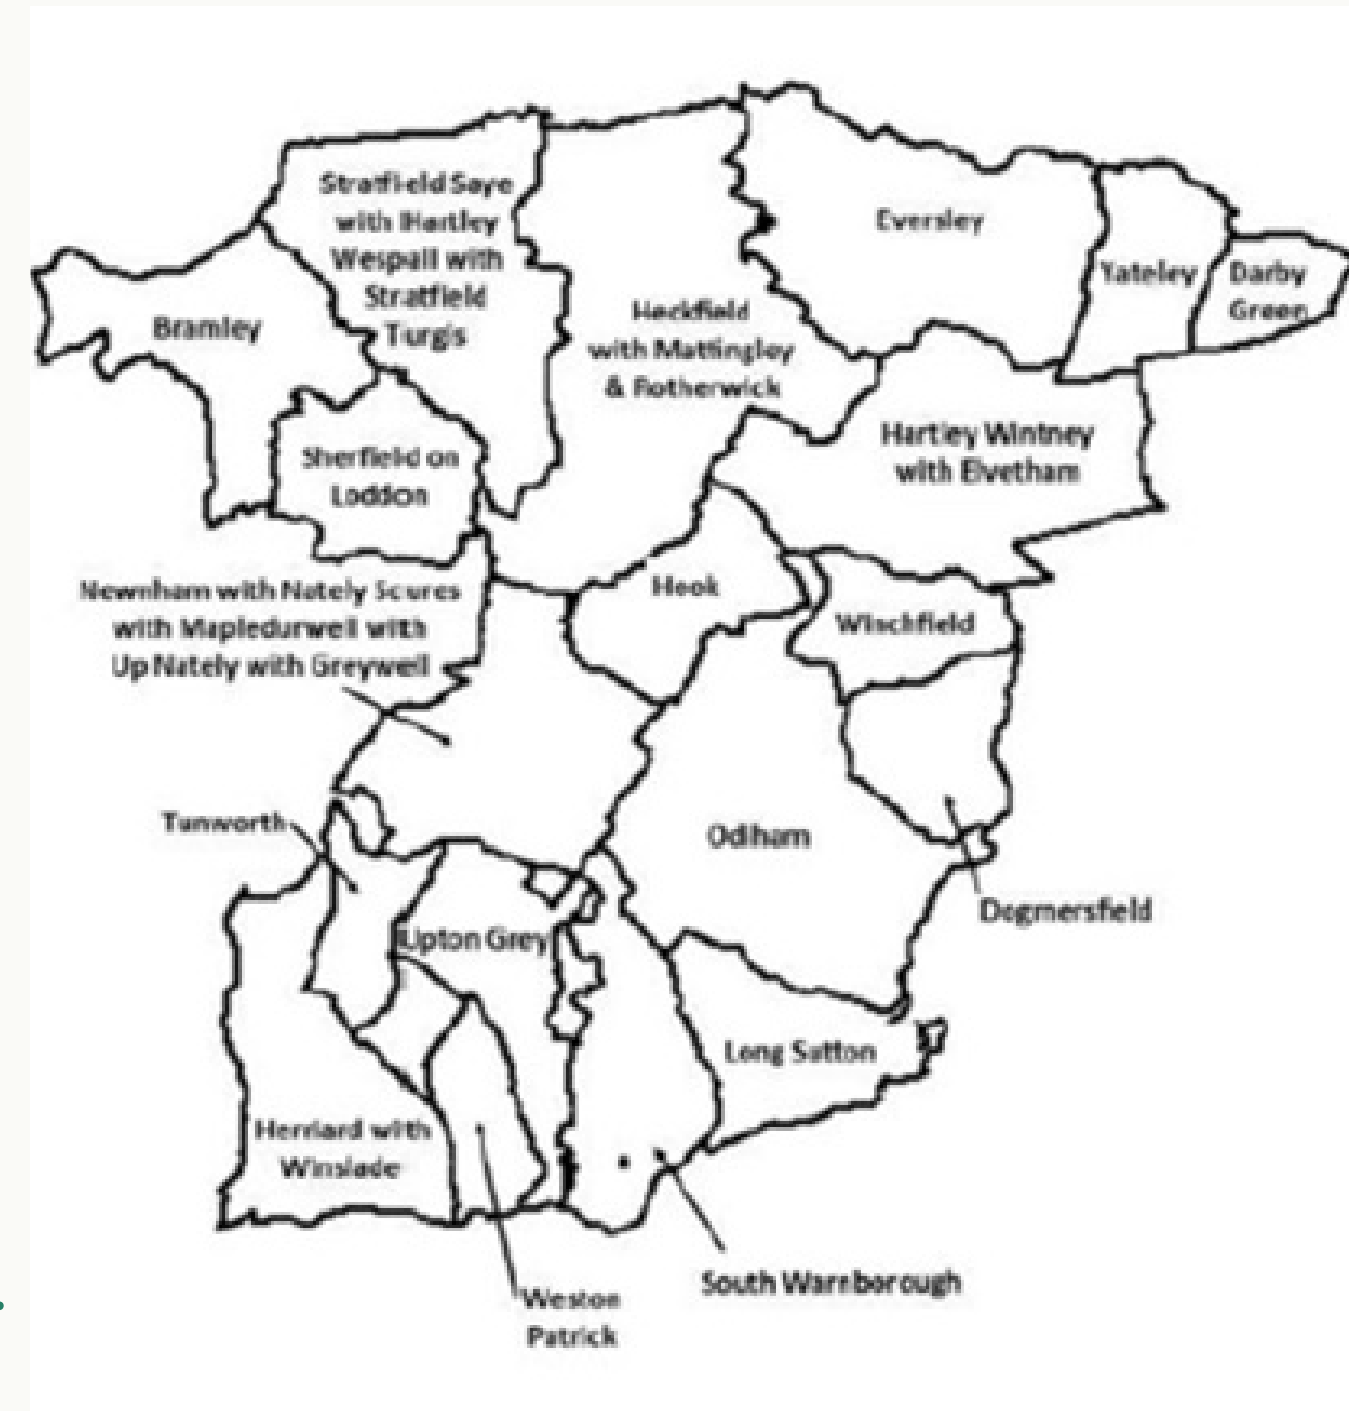 Stratfield Saye
with Hartley
Wespall with
Stratfield
Turgis
Eversley
Yateley
Darby
Green
Bramley
Heckfield
with Mattingley
& Rotherwick
Hartley Wintney
with Elvetham
Sherfield on
Loddon
Newnham with Nately Scures
with Mapledurwell with
Up Nately with Greywell
Hook
Winchfield
Tunworth
Odiham
Dogmersfield
Upton Grey
Long Sutton
Herriard with
Winslade
South Warnborough
Weston
Patrick